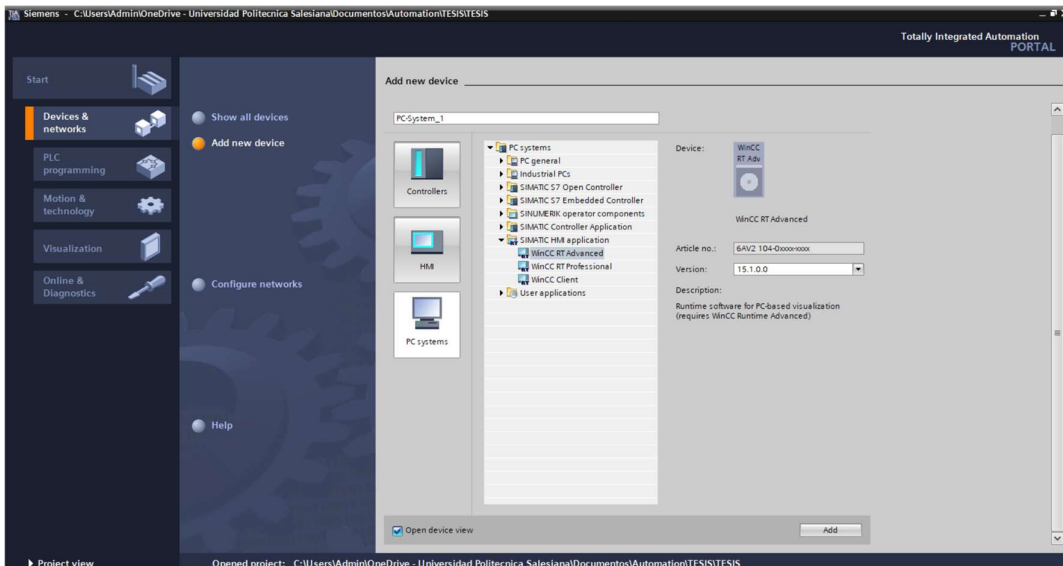 Siemens - C:\Users\Admin\OneDrive - Universidad Politecnica Salesiana\Documentos\Automation\TESIS\TESIS
Totally Integrated Automation
PORTAL
Start
Devices &
networks
PLC
programming
Motion &
technology
Visualization
Online &
Diagnostics
Show all devices
Add new device
Configure networks
Help
Add new device
PC-System_1
Controllers
HMI
PC systems
PC systems
PC general
Industrial PCs
SIMATIC S7 Open Controller
SIMATIC S7 Embedded Controller
SINUMERIK operator components
SIMATIC Controller Application
SIMATIC HMI application
WinCC RT Advanced
WinCC RT Professional
WinCC Client
User applications
Device:
WinCC
RT Adv
WinCC RT Advanced
Article no.: 6AV2 104-0xxxx-xxxx
Version: 15.1.0.0
Description:
Runtime software for PC-based visualization
(requires WinCC Runtime Advanced)
Open device view
Add
Project view
Opened project: C:\Users\Admin\OneDrive - Universidad Politecnica Salesiana\Documentos\Automation\TESIS\TESIS